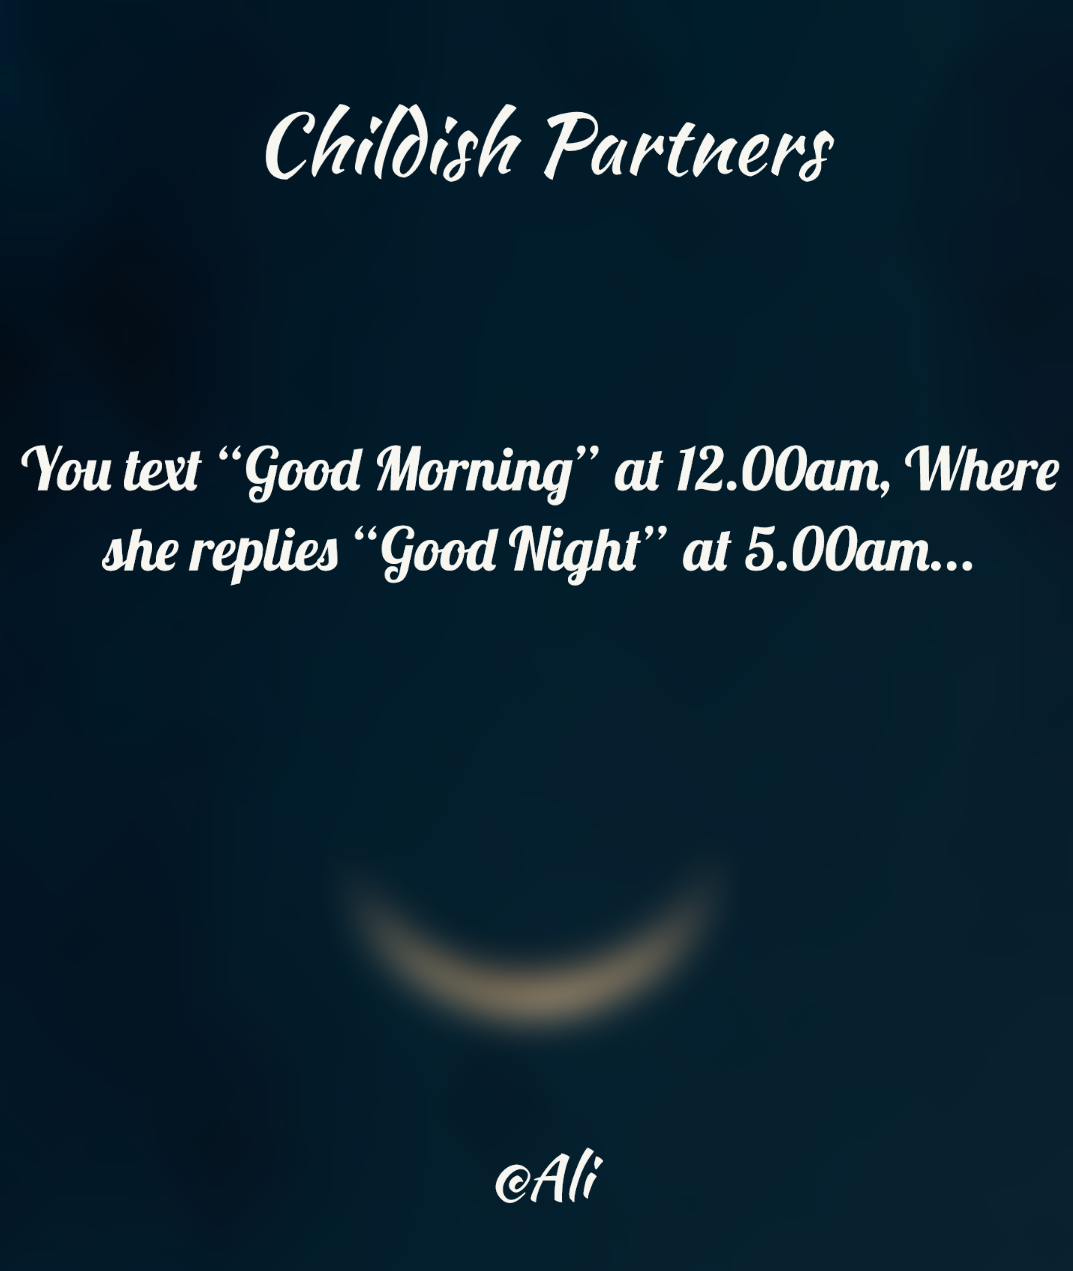 Childish Partners
You text “Good Morning” at 12.00am, Where
she replies “Good Night” at 5.00am...
@Ali